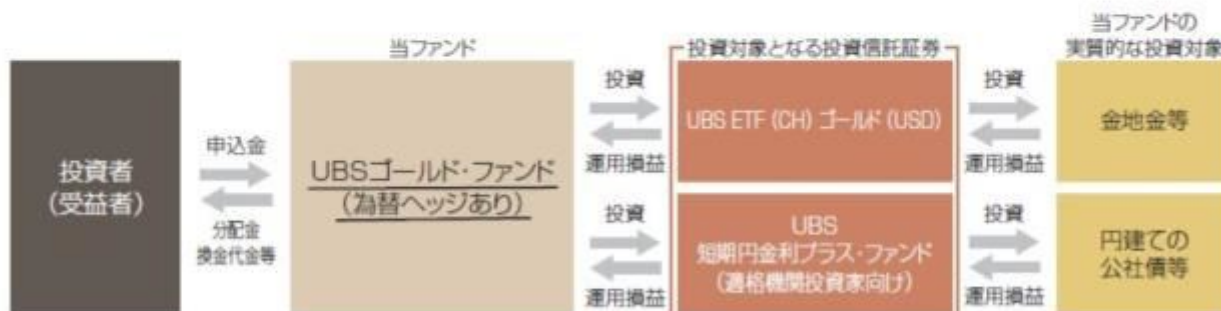 当ファンド
投資対象となる投資信託証券
当ファンドの
実質的な投資対象
投資者
(受益者)
申込金
分配金
換金代金等
UBSゴールド・ファンド
(為替ヘッジあり)
投資
運用損益
投資
運用損益
UBS ETF (CH) ゴールド (USD)
UBS
短期円金利プラス・ファンド
(適格機関投資家向け)
投資
運用損益
投資
運用損益
金地金等
円建ての
公社債等